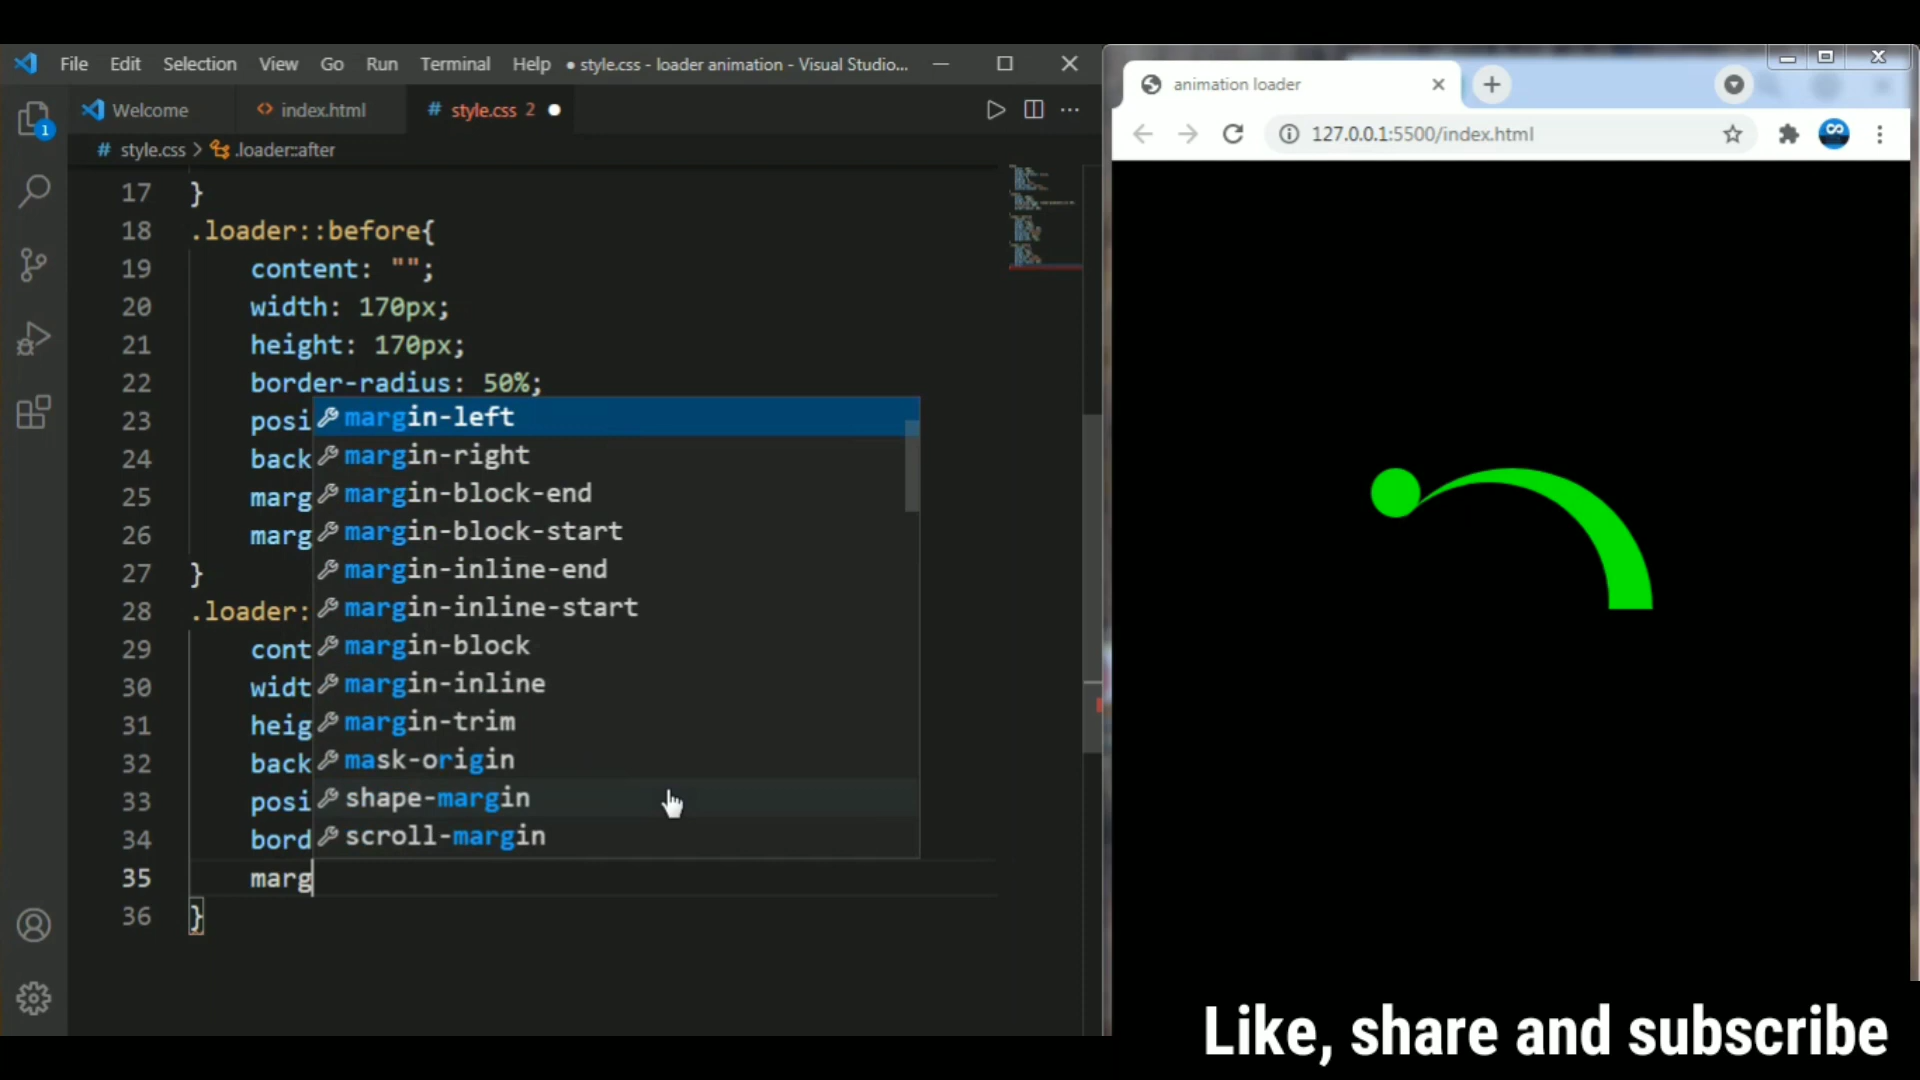 File Edit Selection View Go Run Terminal Help ● style.css - loader animation - Visual Studio...
Welcome index.html # style.css 2 ●
# style.css > .loader::after
17 }
18 .loader::before{
19 content: "";
20 width: 170px;
21 height: 170px;
22 border-radius: 50%;
23 posi
24 back
25 marg
26 marg
27 }
28 .loader:
29 cont
30 widt
31 heig
32 back
33 posi
34 bord
35 marg
36 }
margin-left
margin-right
margin-block-end
margin-block-start
margin-inline-end
margin-inline-start
margin-block
margin-inline
margin-trim
mask-origin
shape-margin
scroll-margin
1
animation loader
127.0.0.1:5500/index.html
Like, share and subscribe